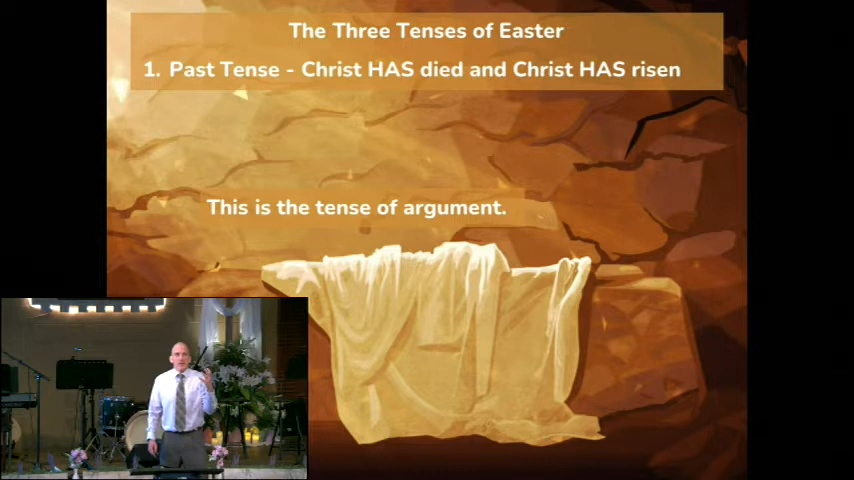 The Three Tenses of Easter
1. Past Tense - Christ HAS died and Christ HAS risen
This is the tense of argument.